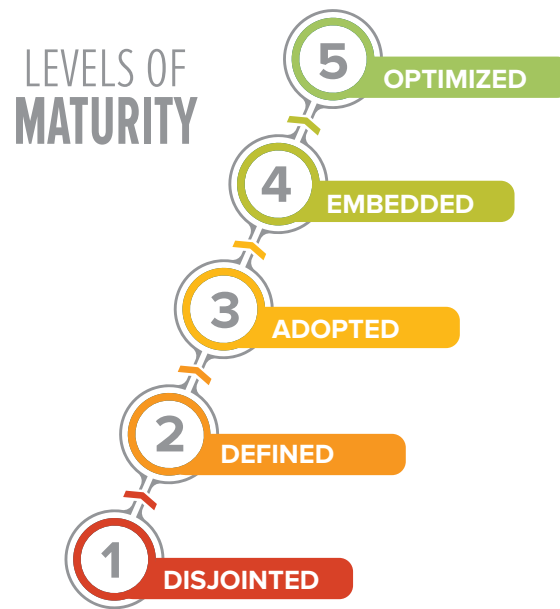 LEVELS OF
MATURITY
5
OPTIMIZED
4
EMBEDDED
3
ADOPTED
2
DEFINED
1
DISJOINTED